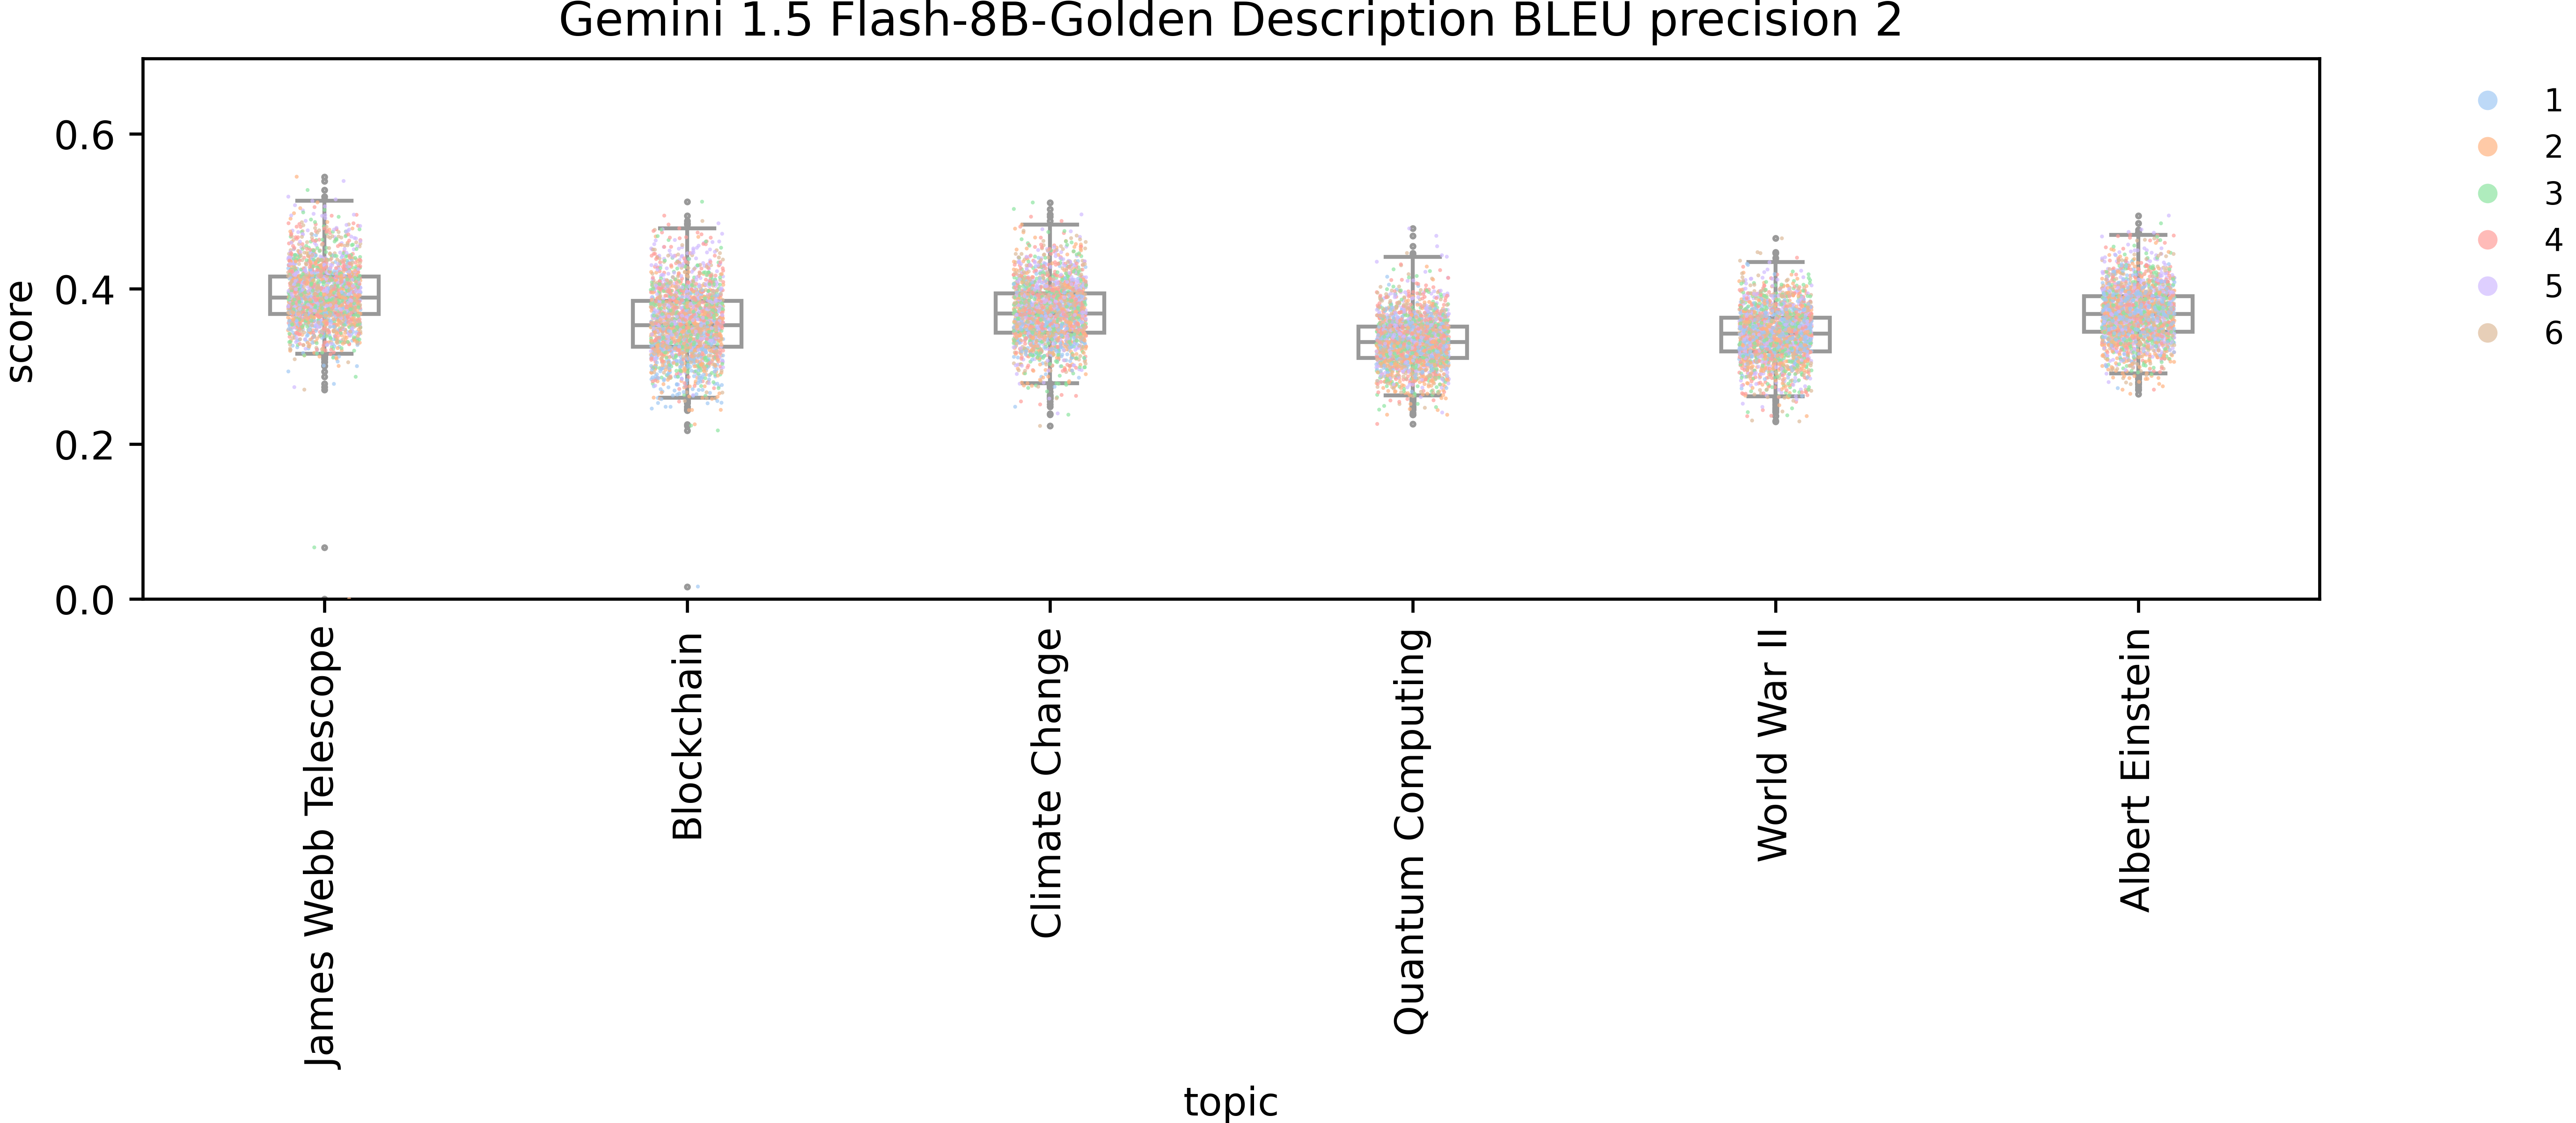 Gemini 1.5 Flash-8B-Golden Description BLEU precision 2
score
0.6
0.4
0.2
0.0
James Webb Telescope
Blockchain
Climate Change
Quantum Computing
World War II
Albert Einstein
topic
1
2
3
4
5
6